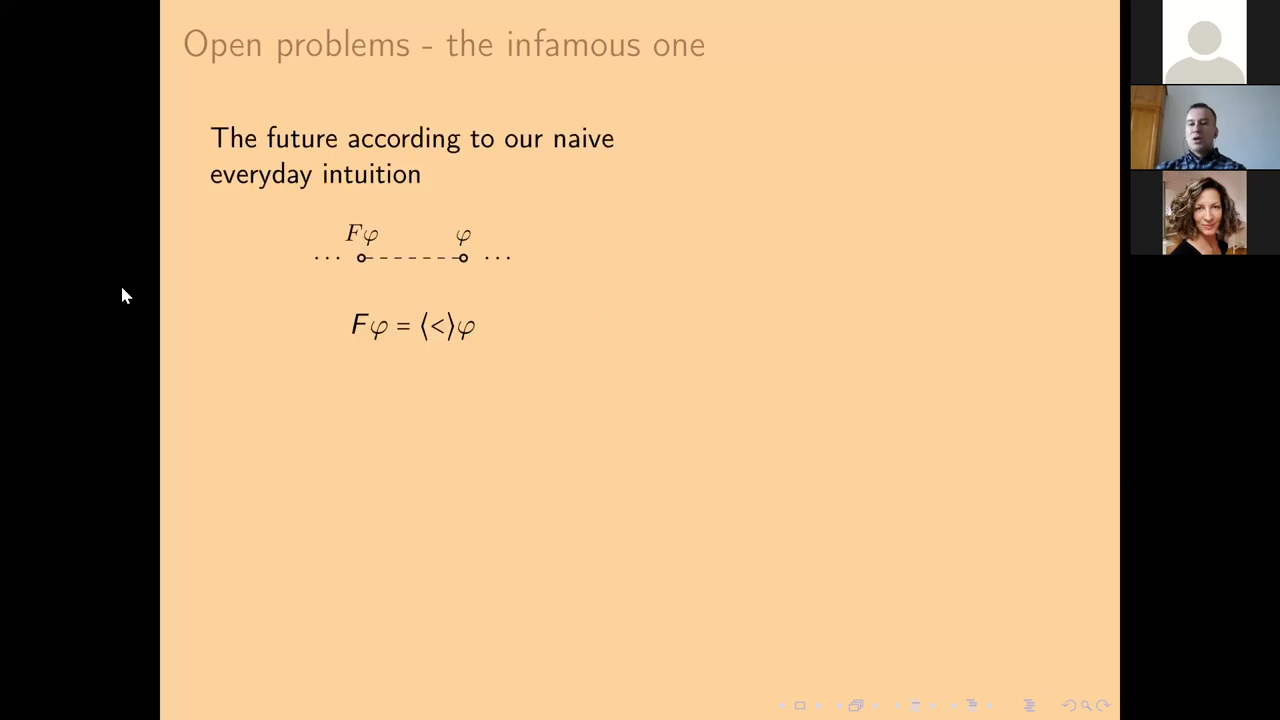 Open problems - the infamous one
The future according to our naive
everyday intuition
Fφ φ
··· ···
Fφ = ⟨<⟩φ